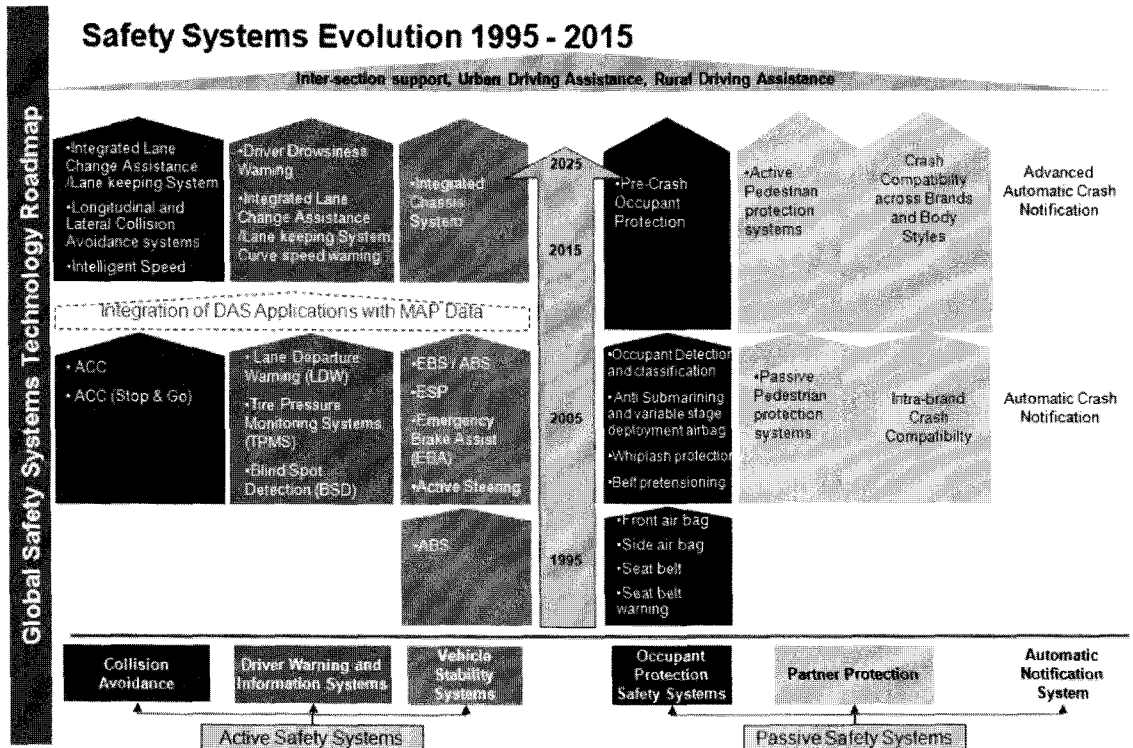 Global Safety Systems Technology Roadmap
Safety Systems Evolution 1995 - 2015
Inter-section support, Urban Driving Assistance, Rural Driving Assistance
•Integrated Lane
Change Assistance
/Lane keeping System
•Longitudinal and
Lateral Collision
Avoidance systems
•Intelligent Speed
•Driver Drowsiness
Warning
•Integrated Lane
Change Assistance
/Lane keeping System
Curve speed warning
•Integrated
Chassis
System
2025
2015
•Pre-Crash
Occupant
Protection
•Active
Pedestrian
protection
systems
Crash
Compatibilty
across Brands
and Body
Styles
Advanced
Automatic Crash
Notification
Integration of DAS Applications with MAP Data
• ACC
• ACC (Stop & Go)
• Lane Departure
Warning (LDW)
•Tire Pressure
Monitoring Systems
(TPMS)
•Blind Spot
Detection (BSD)
•EBS / ABS
•ESP
•Emergency
Brake Assist
(EBA)
•Active Steering
2005
•Occupant Detection
and classification
•Anti Submarining
and variable stage
deployment airbag
•Whiplash protection
•Belt pretensioning
•Passive
Pedestrian
protection
systems
Intra-brand
Crash
Compatibilty
Automatic Crash
Notification
•ABS
1995
•Front air bag
•Side air bag
•Seat belt
•Seat belt
warning
Collision
Avoidance
Driver Warning and
Information Systems
Vehicle
Stability
Systems
Occupant
Protection
Safety Systems
Partner Protection
Automatic
Notification
System
Active Safety Systems
Passive Safety Systems